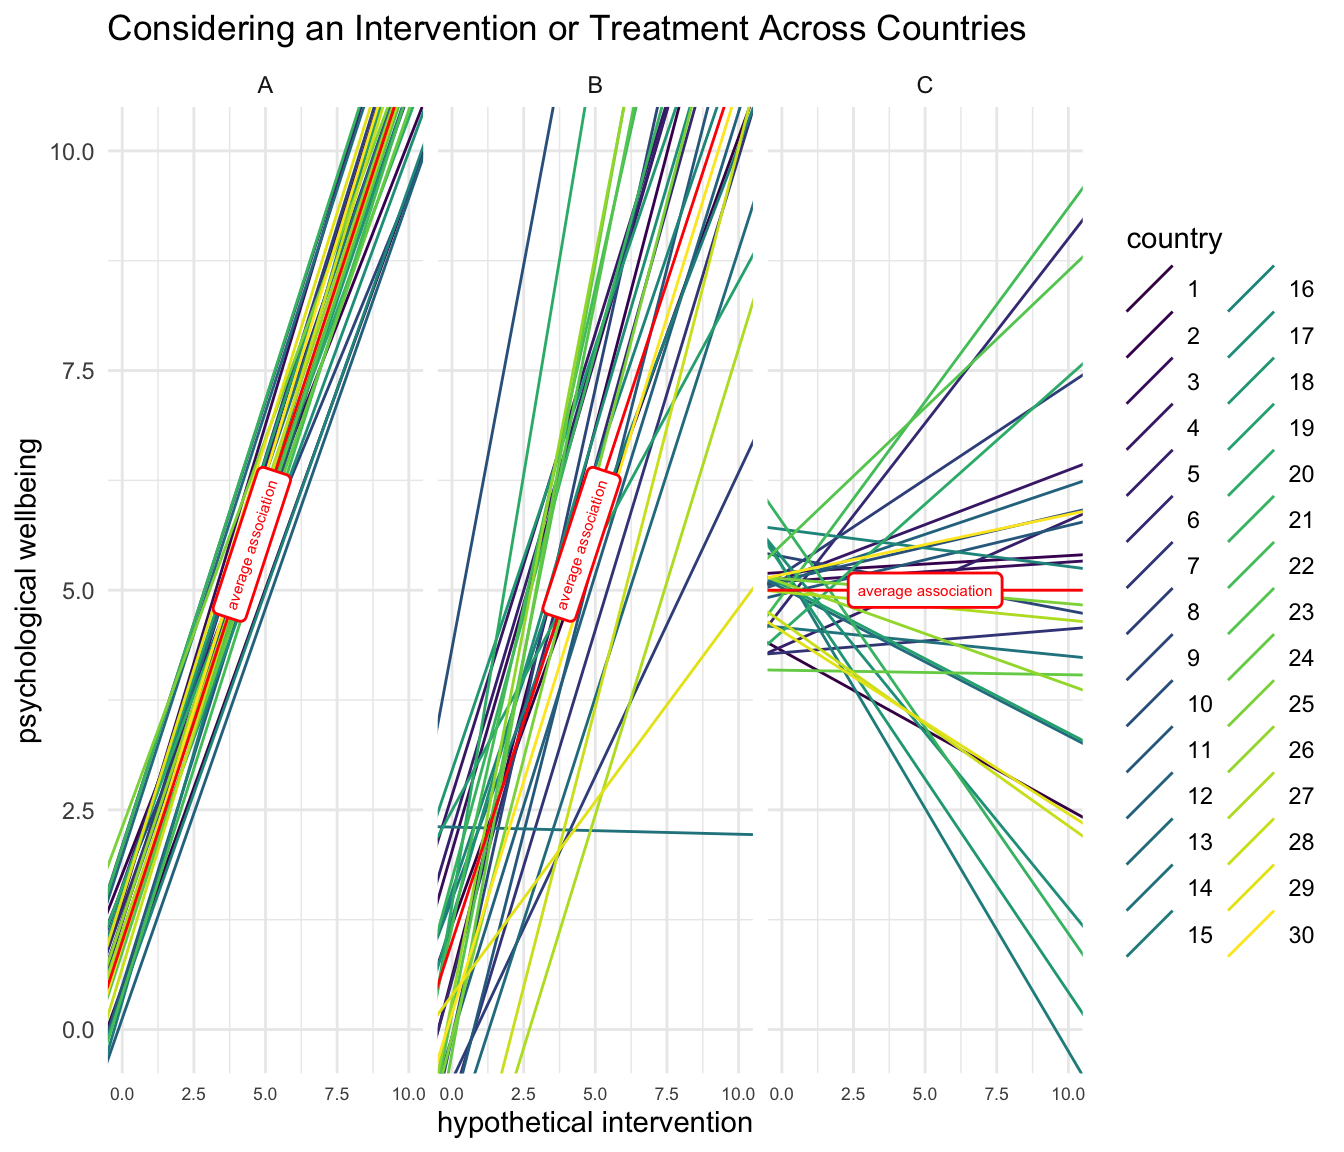 Considering an Intervention or Treatment Across Countries
A
B
C
10.0
7.5
5.0
2.5
0.0
psychological wellbeing
average association
average association
average association
0.0 2.5 5.0 7.5 10.0
0.0 2.5 5.0 7.5 10.0
0.0 2.5 5.0 7.5 10.0
hypothetical intervention
country
1
2
3
4
5
6
7
8
9
10
11
12
13
14
15
16
17
18
19
20
21
22
23
24
25
26
27
28
29
30